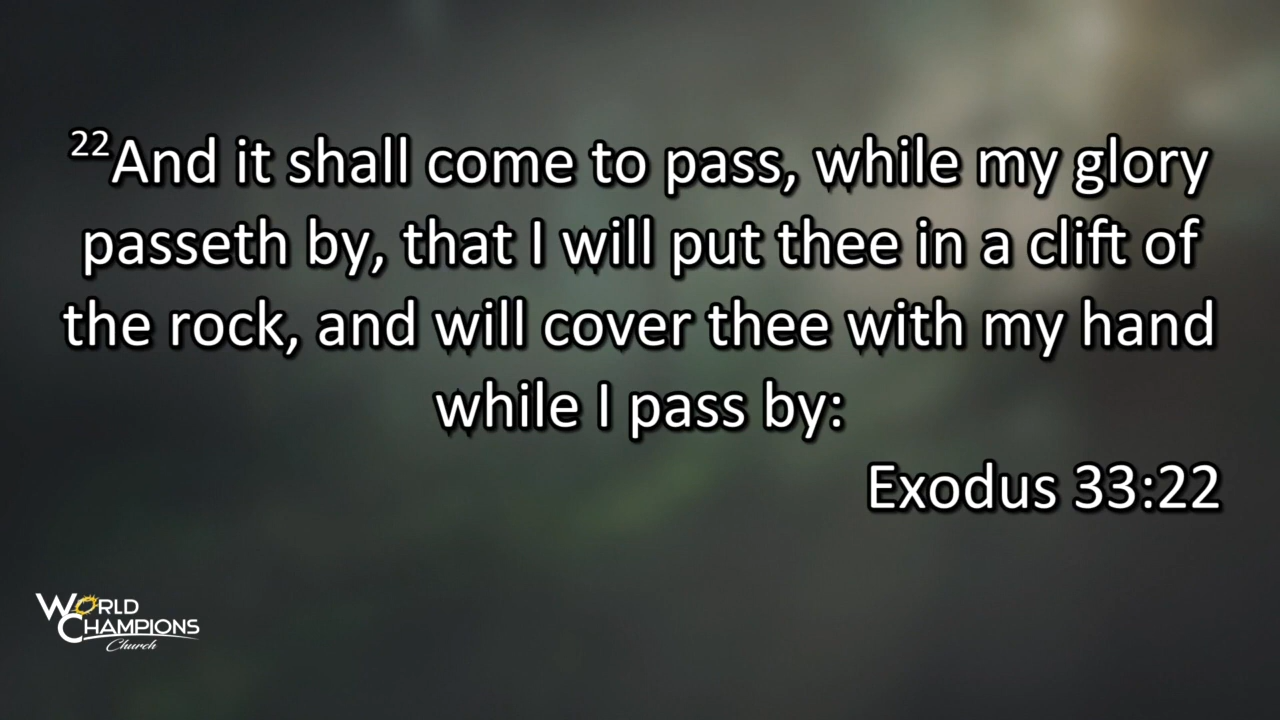 22And it shall come to pass, while my glory
passeth by, that I will put thee in a clift of
the rock, and will cover thee with my hand
while I pass by:
Exodus 33:22
WORLD
CHAMPIONS
Church